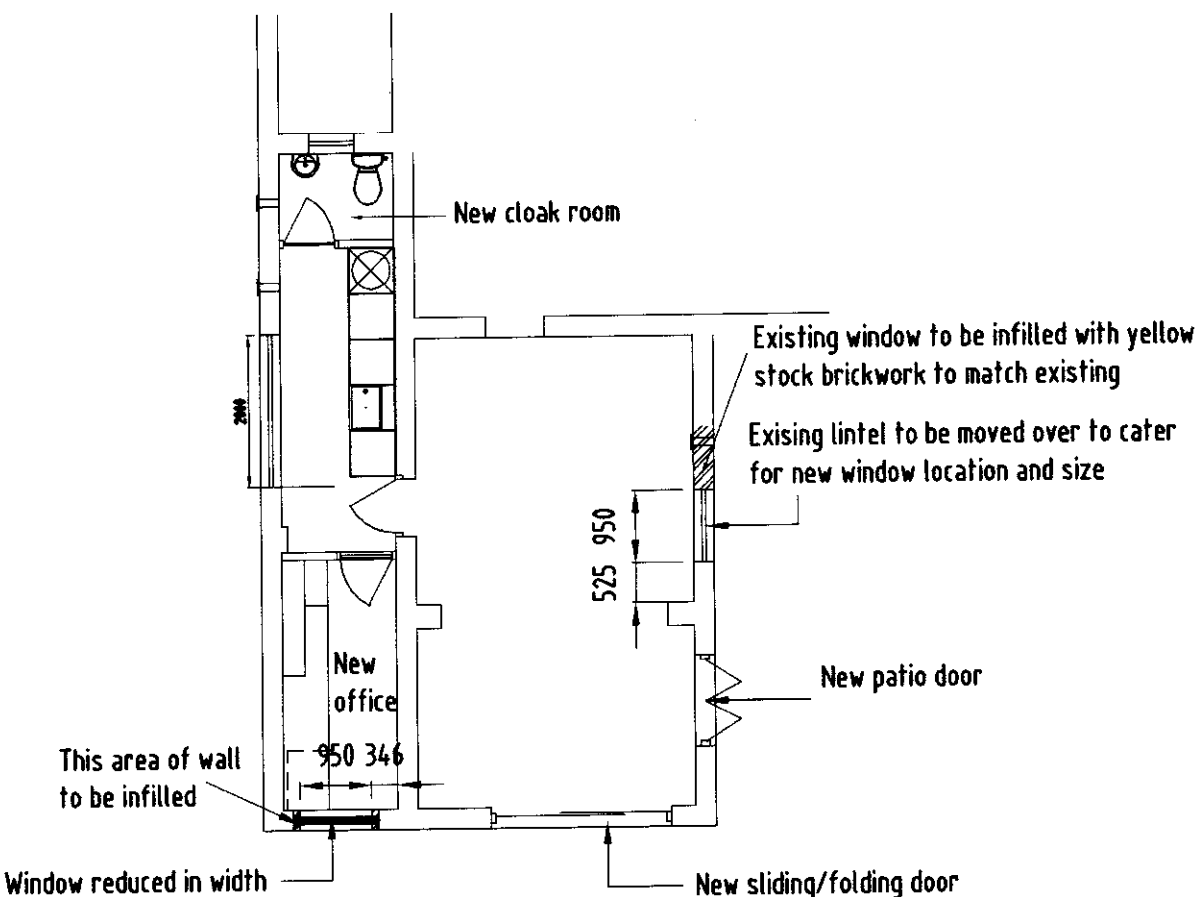 New cloak room
Existing window to be infilled with yellow
stock brickwork to match existing
Exising lintel to be moved over to cater
for new window location and size
2000
950
525
New patio door
New
office
950 346
This area of wall
to be infilled
Window reduced in width
New sliding/folding door